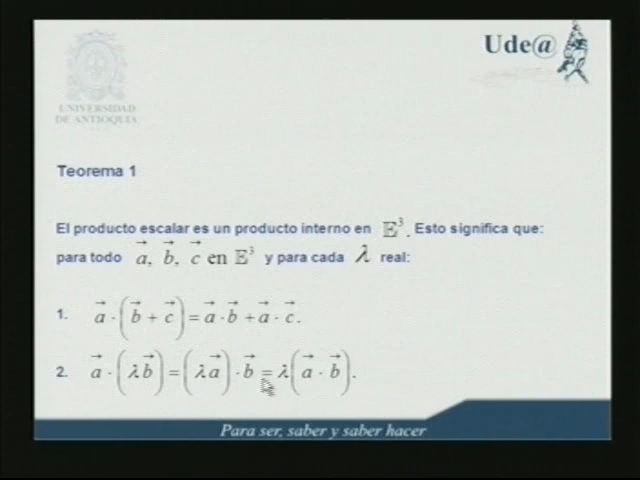 Ude@
UNIVERSIDAD
DE ANTIOQUIA
Teorema 1
El producto escalar es un producto interno en 𝔼³. Esto significa que:
para todo a⃗, b⃗, c⃗ en 𝔼³ y para cada λ real:
1. a⃗ · (b⃗ + c⃗) = a⃗ · b⃗ + a⃗ · c⃗.
2. a⃗ · (λb⃗) = (λa⃗) · b⃗ = λ(a⃗ · b⃗).
Para ser, saber y saber hacer